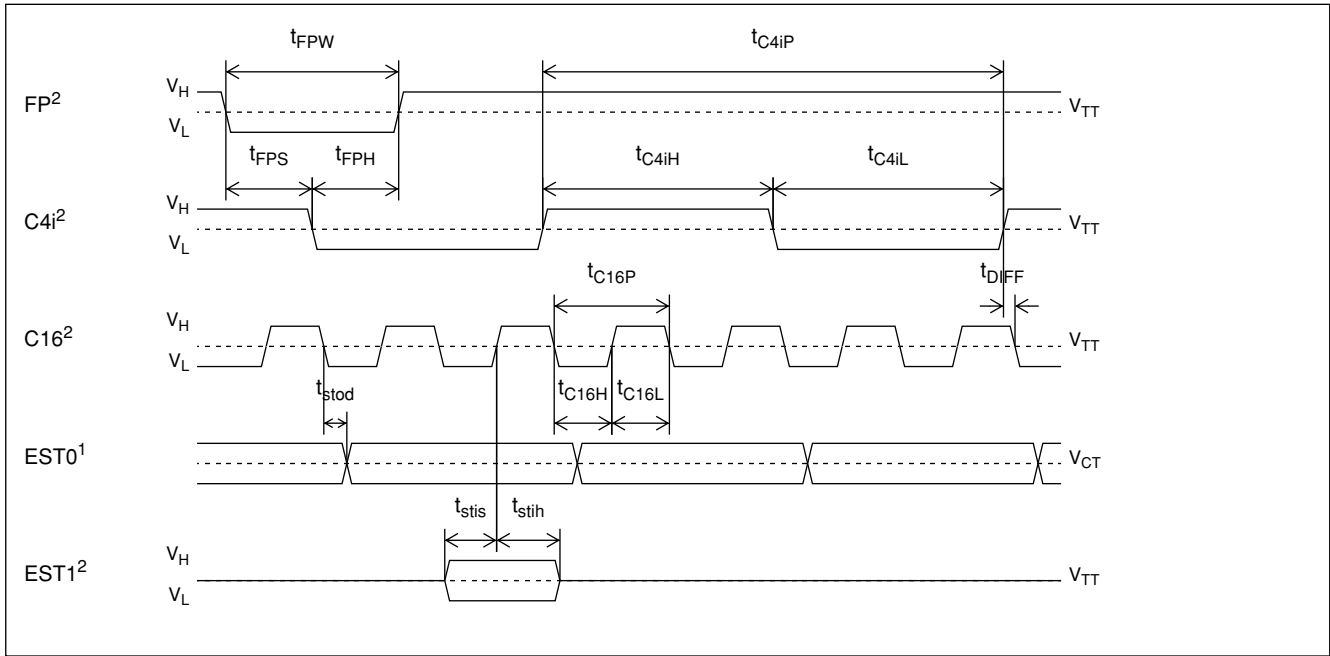 tFPW
tC4iP
FP2
VH
VL
VTT
tFPS
tFPH
tC4iH
tC4iL
C4i2
VH
VL
VTT
tC16P
tDIFF
C162
VH
VL
VTT
tstod
tC16H
tC16L
EST01
VCT
tstis
tstih
EST12
VH
VL
VTT